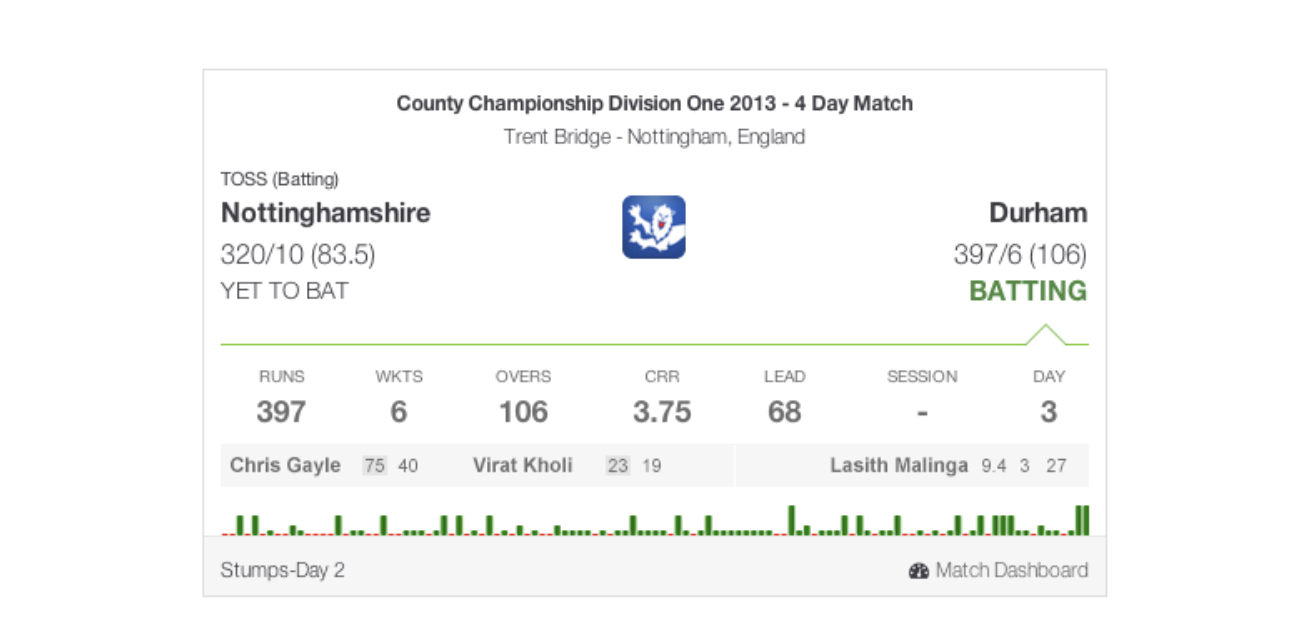 County Championship Division One 2013 - 4 Day Match
Trent Bridge - Nottingham, England
TOSS (Batting)
Nottinghamshire
Durham
320/10 (83.5)
397/6 (106)
YET TO BAT
BATTING
RUNS WKTS OVERS CRR LEAD SESSION DAY
397 6 106 3.75 68 - 3
Chris Gayle 75 40 Virat Kholi 23 19 Lasith Malinga 9.4 3 27
Stumps-Day 2
Match Dashboard